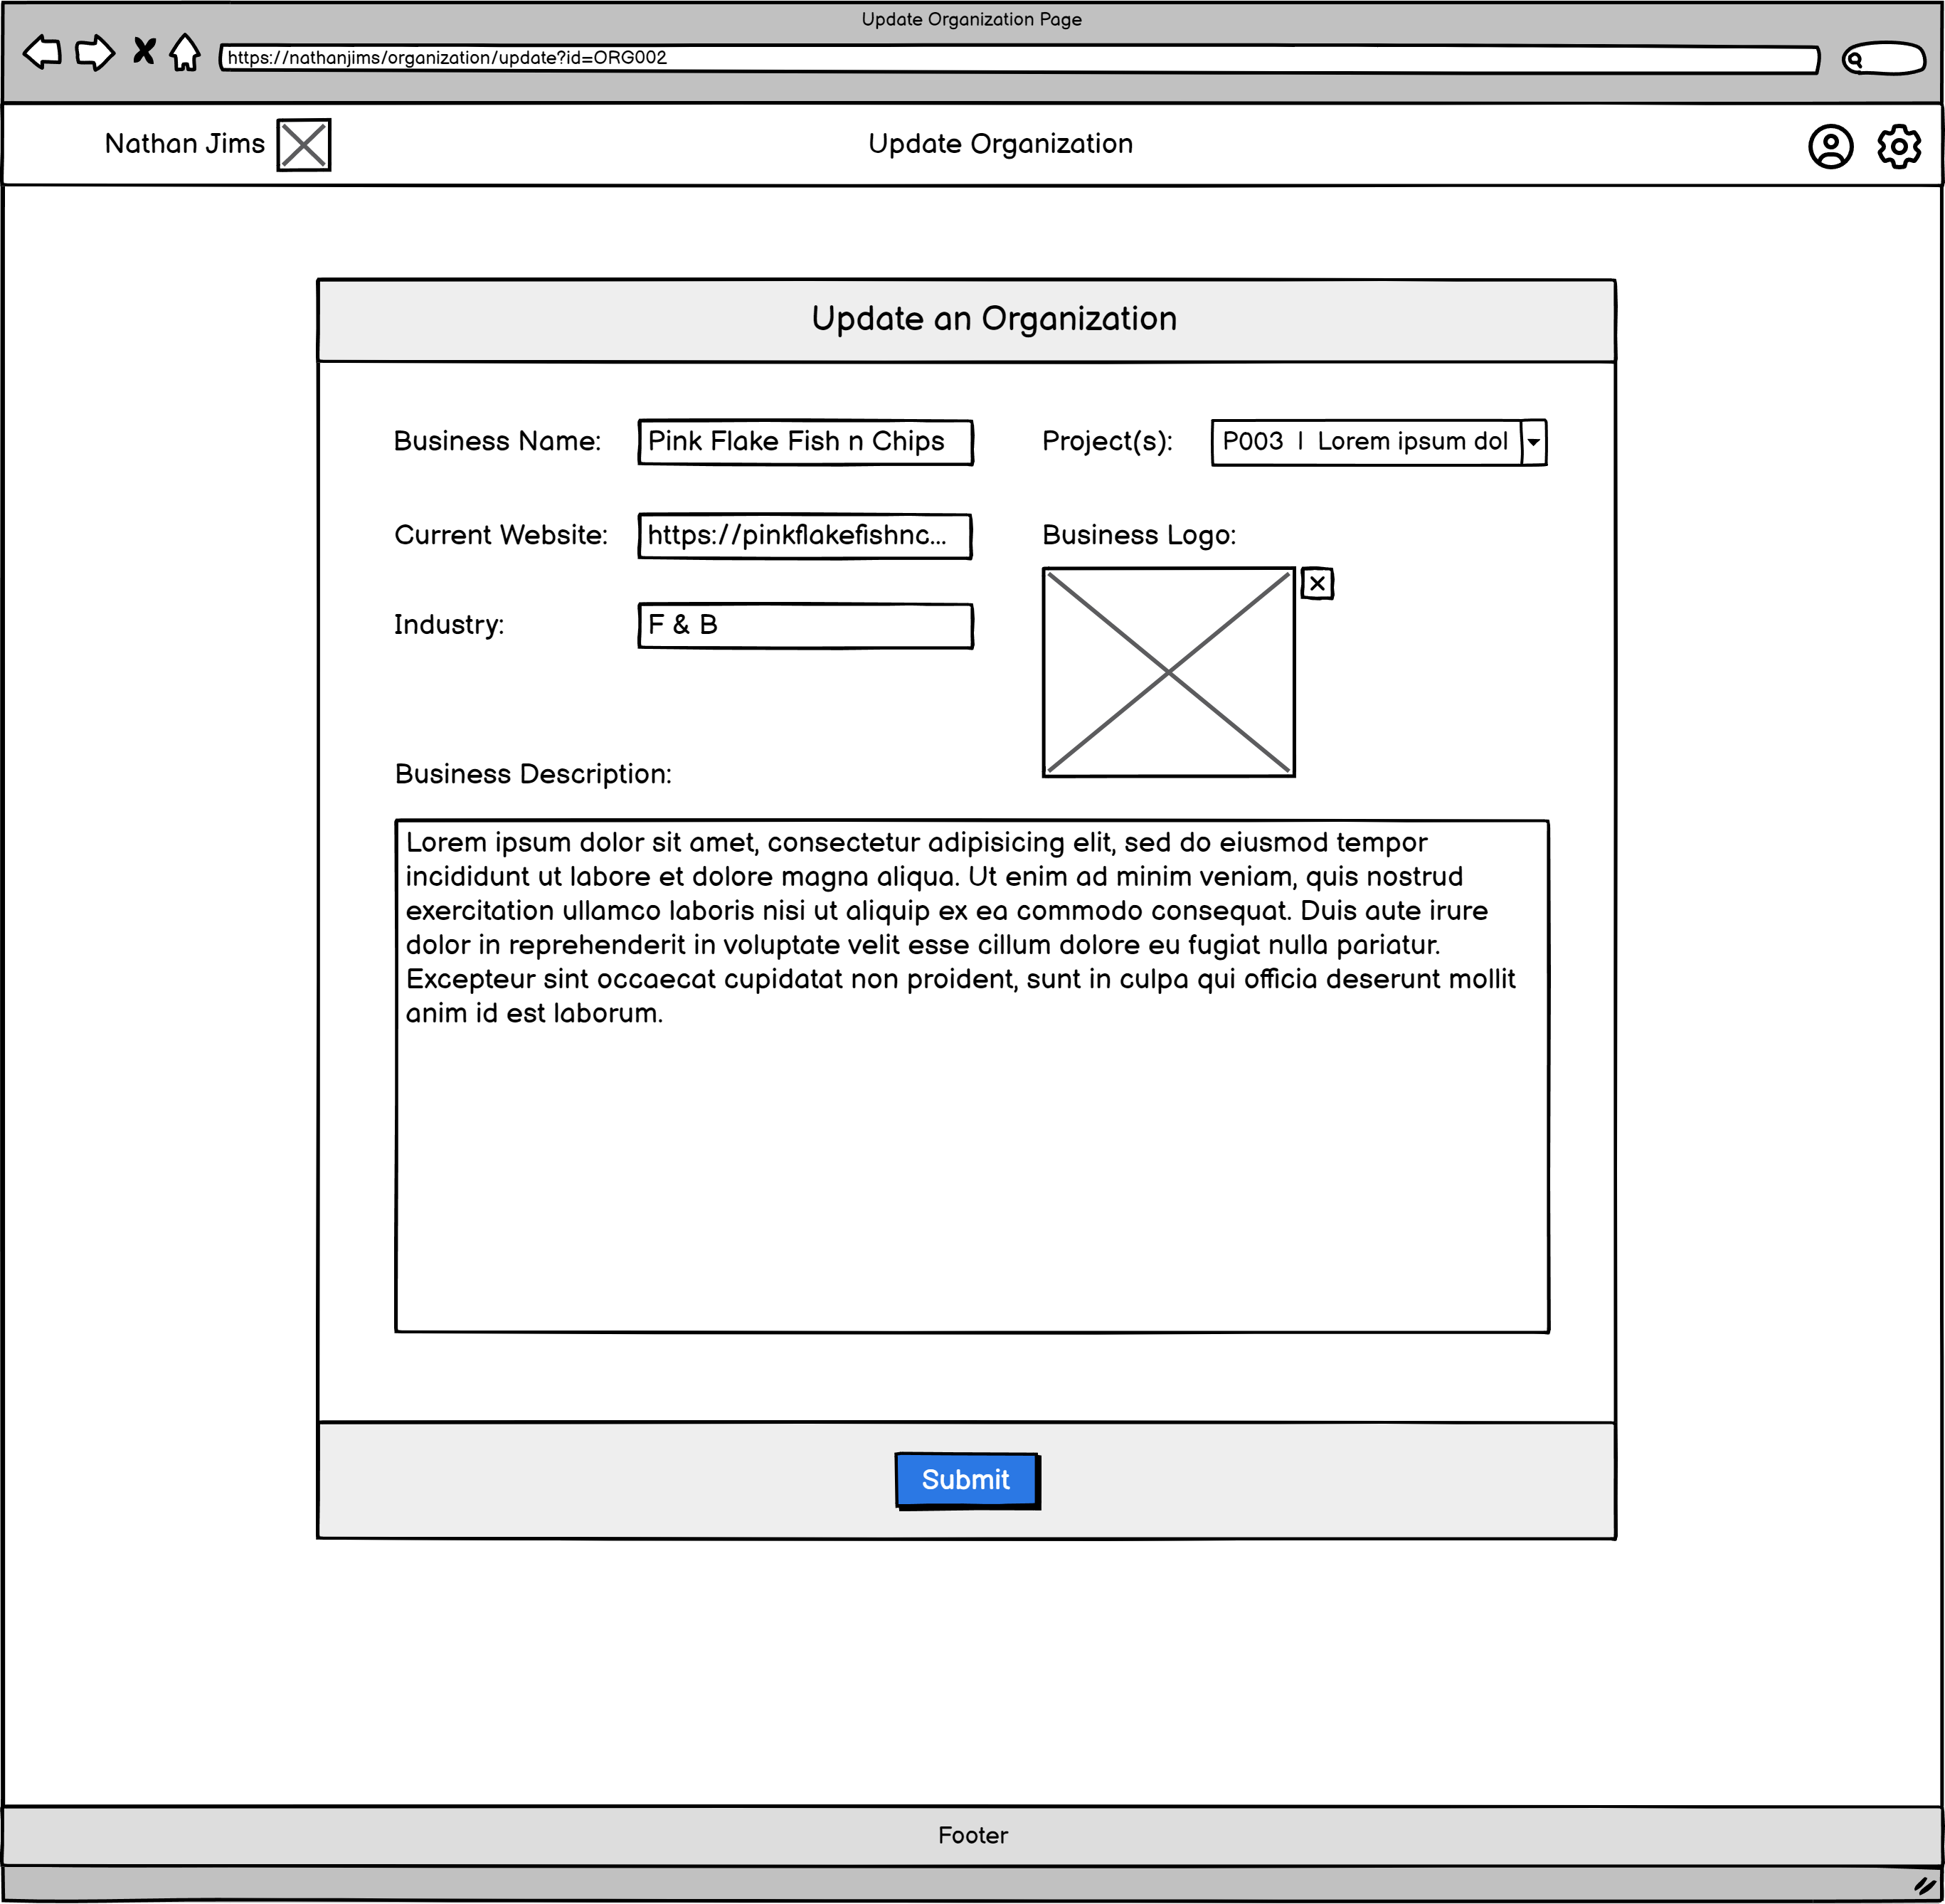 Update Organization Page
https://nathanjims/organization/update?id=ORG002
Nathan Jims
Update Organization
Update an Organization
Business Name:
Pink Flake Fish n Chips
Project(s):
P003 | Lorem ipsum dol
Current Website:
https://pinkflakefishnc...
Business Logo:
Industry:
F & B
Business Description:
Lorem ipsum dolor sit amet, consectetur adipisicing elit, sed do eiusmod tempor
incididunt ut labore et dolore magna aliqua. Ut enim ad minim veniam, quis nostrud
exercitation ullamco laboris nisi ut aliquip ex ea commodo consequat. Duis aute irure
dolor in reprehenderit in voluptate velit esse cillum dolore eu fugiat nulla pariatur.
Excepteur sint occaecat cupidatat non proident, sunt in culpa qui officia deserunt mollit
anim id est laborum.
Submit
Footer